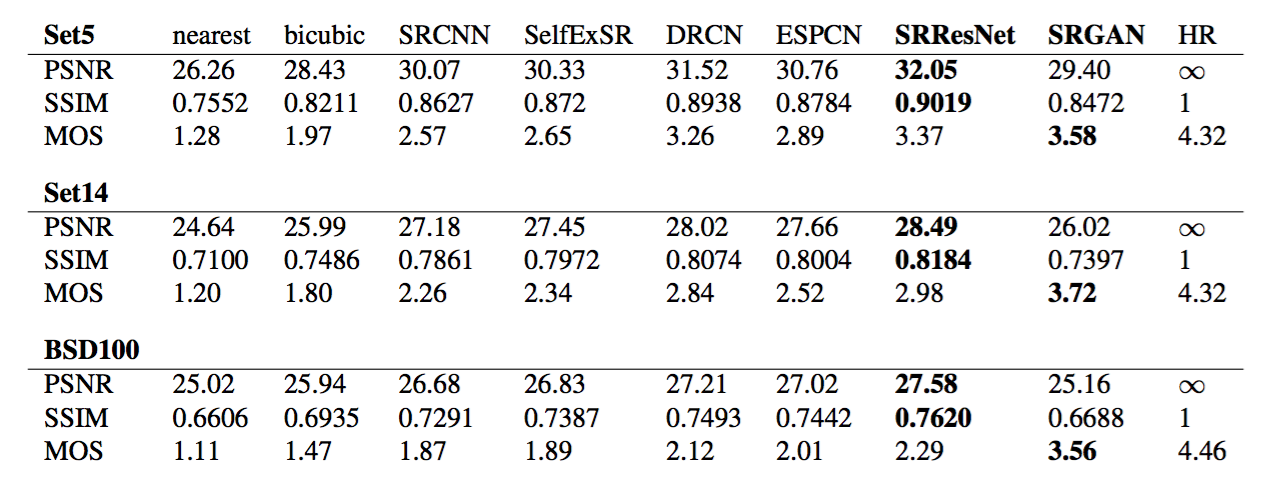 Set5 nearest bicubic SRCNN SelfExSR DRCN ESPCN SRResNet SRGAN HR
PSNR 26.26 28.43 30.07 30.33 31.52 30.76 32.05 29.40 ∞
SSIM 0.7552 0.8211 0.8627 0.872 0.8938 0.8784 0.9019 0.8472 1
MOS 1.28 1.97 2.57 2.65 3.26 2.89 3.37 3.58 4.32
Set14
PSNR 24.64 25.99 27.18 27.45 28.02 27.66 28.49 26.02 ∞
SSIM 0.7100 0.7486 0.7861 0.7972 0.8074 0.8004 0.8184 0.7397 1
MOS 1.20 1.80 2.26 2.34 2.84 2.52 2.98 3.72 4.32
BSD100
PSNR 25.02 25.94 26.68 26.83 27.21 27.02 27.58 25.16 ∞
SSIM 0.6606 0.6935 0.7291 0.7387 0.7493 0.7442 0.7620 0.6688 1
MOS 1.11 1.47 1.87 1.89 2.12 2.01 2.29 3.56 4.46